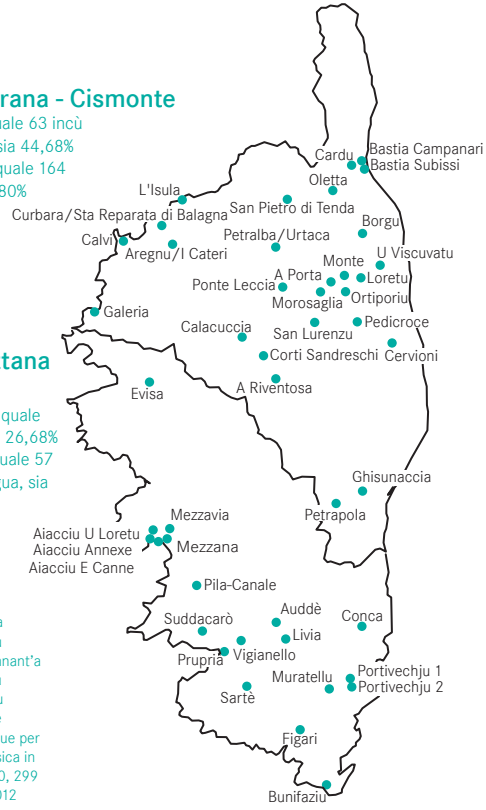 rana - Cismonte
uale 63 incù
sia 44,68%
quale 164
80%
ttana
quale
26,68%
uale 57
gua, sia
a
nant'a
u
e
que per
sica in
0, 299
012
Cardu
Bastia Campanari
Bastia Subissi
Oletta
L'Isula
San Pietro di Tenda
Curbara/Sta Reparata di Balagna
Borgu
Calvi
Aregnu/I Cateri
Petralba/Urtaca
U Viscuvatu
Monte
A Porta
Loretu
Ponte Leccia
Morosaglia
Ortiporiu
Galeria
Calacuccia
San Lurenzu
Pedicroce
Corti Sandreschi
Cervioni
Evisa
A Riventosa
Ghisunaccia
Petrapola
Mezzavia
Aiacciu U Loretu
Aiacciu Annexe
Mezzana
Aiacciu E Canne
Pila-Canale
Auddè
Suddacarò
Conca
Livia
Vigianello
Prupria
Muratellu
Portivechju 1
Portivechju 2
Sartè
Figari
Bunifaziu